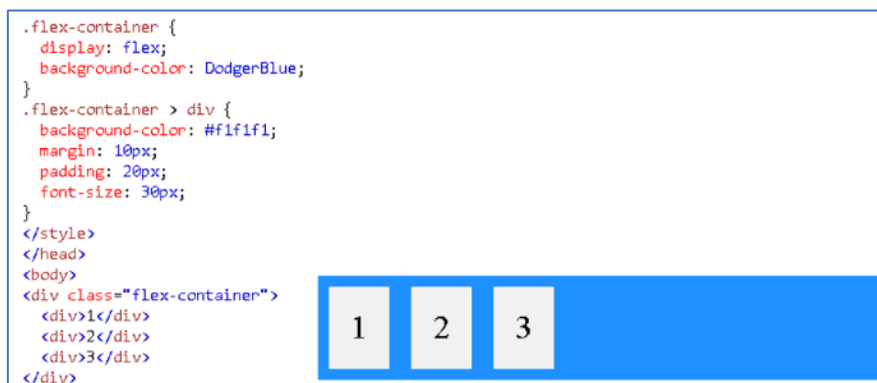 .flex-container {
  display: flex;
  background-color: DodgerBlue;
}
.flex-container > div {
  background-color: #f1f1f1;
  margin: 10px;
  padding: 20px;
  font-size: 30px;
}
</style>
</head>
<body>
<div class="flex-container">
  <div>1</div>
  <div>2</div>
  <div>3</div>
</div>
1 2 3